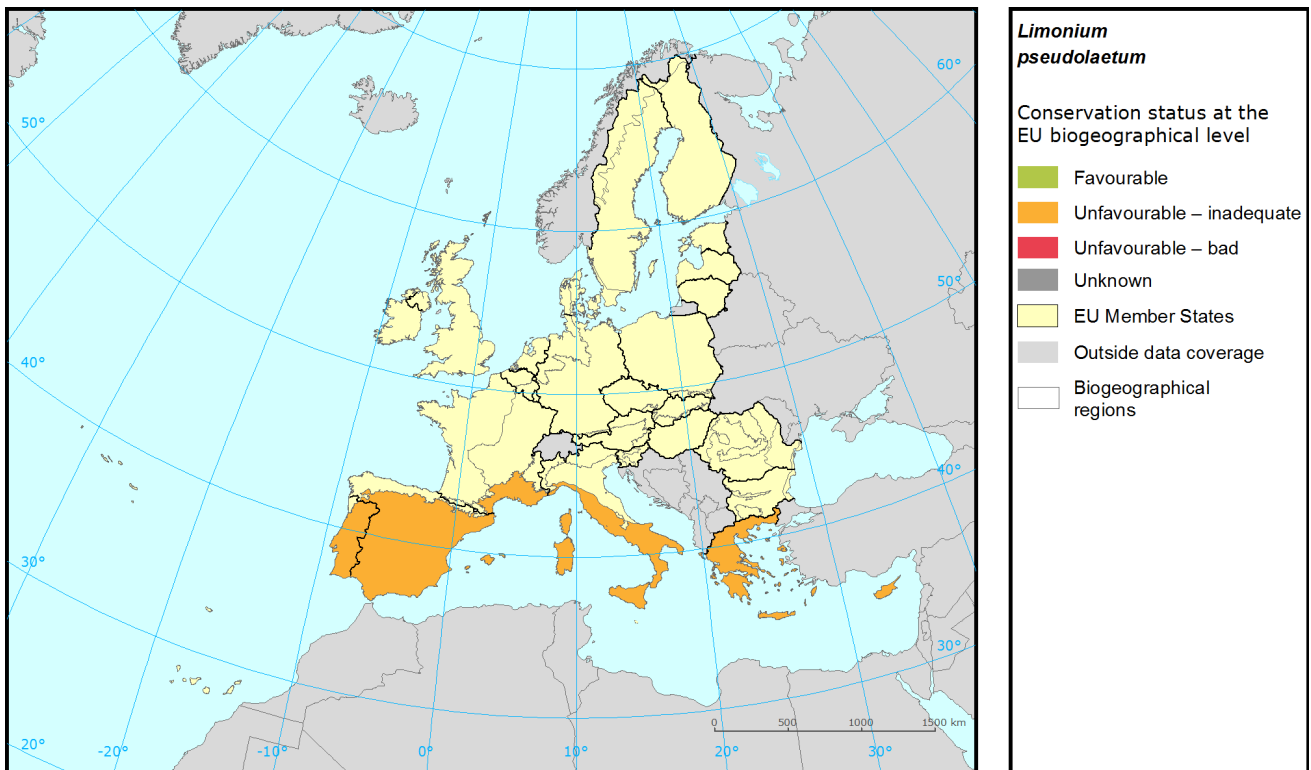 Limonium
pseudolaetum
Conservation status at the
EU biogeographical level
Favourable
Unfavourable – inadequate
Unfavourable – bad
Unknown
EU Member States
Outside data coverage
Biogeographical
regions
60°
50°
50°
40°
40°
30°
30°
20°
-20°
-10°
0°
10°
20°
30°
0 500 1000 1500 km